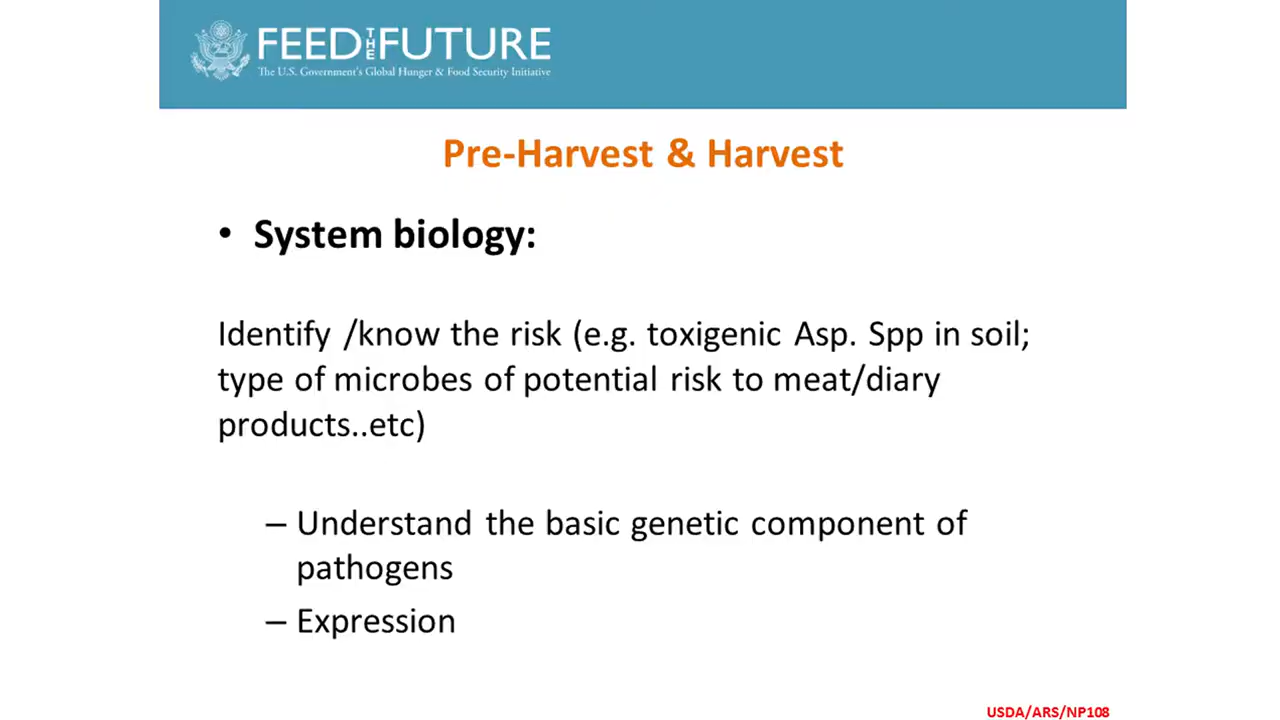 FEED THE FUTURE
The U.S. Government's Global Hunger & Food Security Initiative
Pre-Harvest & Harvest
• System biology:
Identify /know the risk (e.g. toxigenic Asp. Spp in soil;
type of microbes of potential risk to meat/diary
products..etc)
– Understand the basic genetic component of
pathogens
– Expression
USDA/ARS/NP108